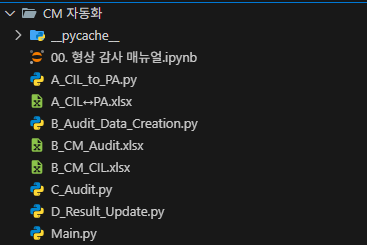 CM 자동화
__pycache__
00. 형상 감사 매뉴얼.ipynb
A_CIL_to_PA.py
A_CIL↔PA.xlsx
B_Audit_Data_Creation.py
B_CM_Audit.xlsx
B_CM_CIL.xlsx
C_Audit.py
D_Result_Update.py
Main.py